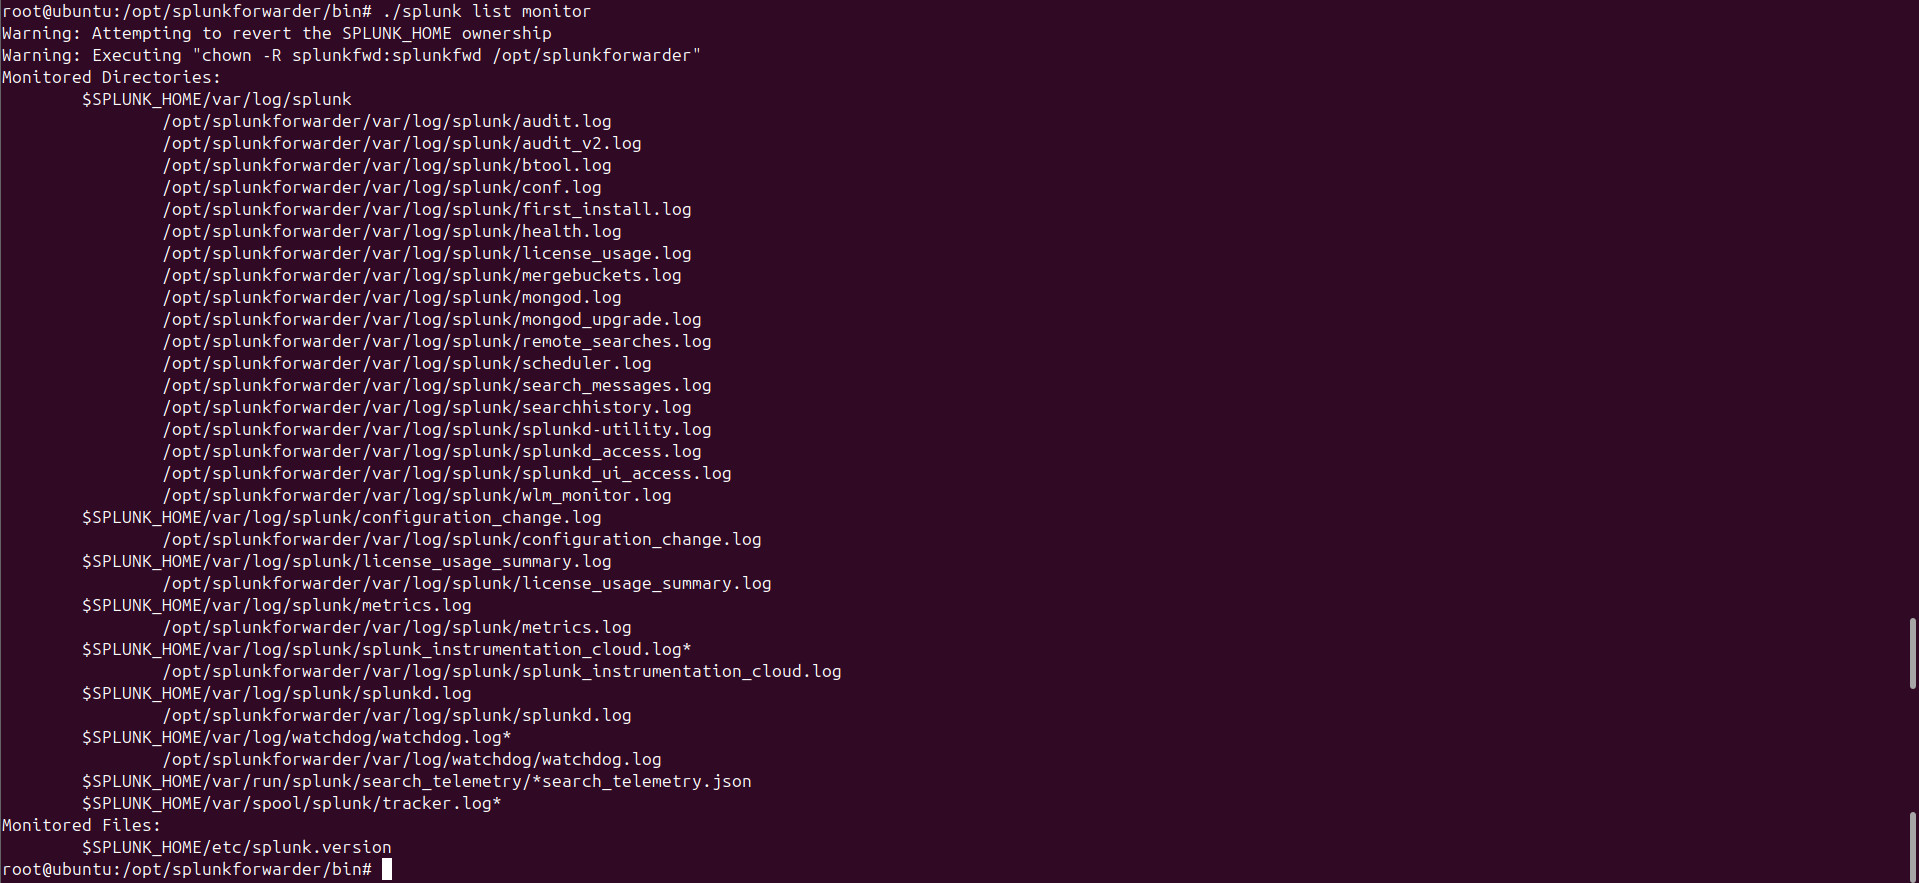 root@ubuntu:/opt/splunkforwarder/bin# ./splunk list monitor
Warning: Attempting to revert the SPLUNK_HOME ownership
Warning: Executing "chown -R splunkfwd:splunkfwd /opt/splunkforwarder"
Monitored Directories:
$SPLUNK_HOME/var/log/splunk
/opt/splunkforwarder/var/log/splunk/audit.log
/opt/splunkforwarder/var/log/splunk/audit_v2.log
/opt/splunkforwarder/var/log/splunk/btool.log
/opt/splunkforwarder/var/log/splunk/conf.log
/opt/splunkforwarder/var/log/splunk/first_install.log
/opt/splunkforwarder/var/log/splunk/health.log
/opt/splunkforwarder/var/log/splunk/license_usage.log
/opt/splunkforwarder/var/log/splunk/mergebuckets.log
/opt/splunkforwarder/var/log/splunk/mongod.log
/opt/splunkforwarder/var/log/splunk/mongod_upgrade.log
/opt/splunkforwarder/var/log/splunk/remote_searches.log
/opt/splunkforwarder/var/log/splunk/scheduler.log
/opt/splunkforwarder/var/log/splunk/search_messages.log
/opt/splunkforwarder/var/log/splunk/searchhistory.log
/opt/splunkforwarder/var/log/splunk/splunkd-utility.log
/opt/splunkforwarder/var/log/splunk/splunkd_access.log
/opt/splunkforwarder/var/log/splunk/splunkd_ui_access.log
/opt/splunkforwarder/var/log/splunk/wlm_monitor.log
$SPLUNK_HOME/var/log/splunk/configuration_change.log
/opt/splunkforwarder/var/log/splunk/configuration_change.log
$SPLUNK_HOME/var/log/splunk/license_usage_summary.log
/opt/splunkforwarder/var/log/splunk/license_usage_summary.log
$SPLUNK_HOME/var/log/splunk/metrics.log
/opt/splunkforwarder/var/log/splunk/metrics.log
$SPLUNK_HOME/var/log/splunk/splunk_instrumentation_cloud.log*
/opt/splunkforwarder/var/log/splunk/splunk_instrumentation_cloud.log
$SPLUNK_HOME/var/log/splunk/splunkd.log
/opt/splunkforwarder/var/log/splunk/splunkd.log
$SPLUNK_HOME/var/log/watchdog/watchdog.log*
/opt/splunkforwarder/var/log/watchdog/watchdog.log
$SPLUNK_HOME/var/run/splunk/search_telemetry/*search_telemetry.json
$SPLUNK_HOME/var/spool/splunk/tracker.log*
Monitored Files:
$SPLUNK_HOME/etc/splunk.version
root@ubuntu:/opt/splunkforwarder/bin#